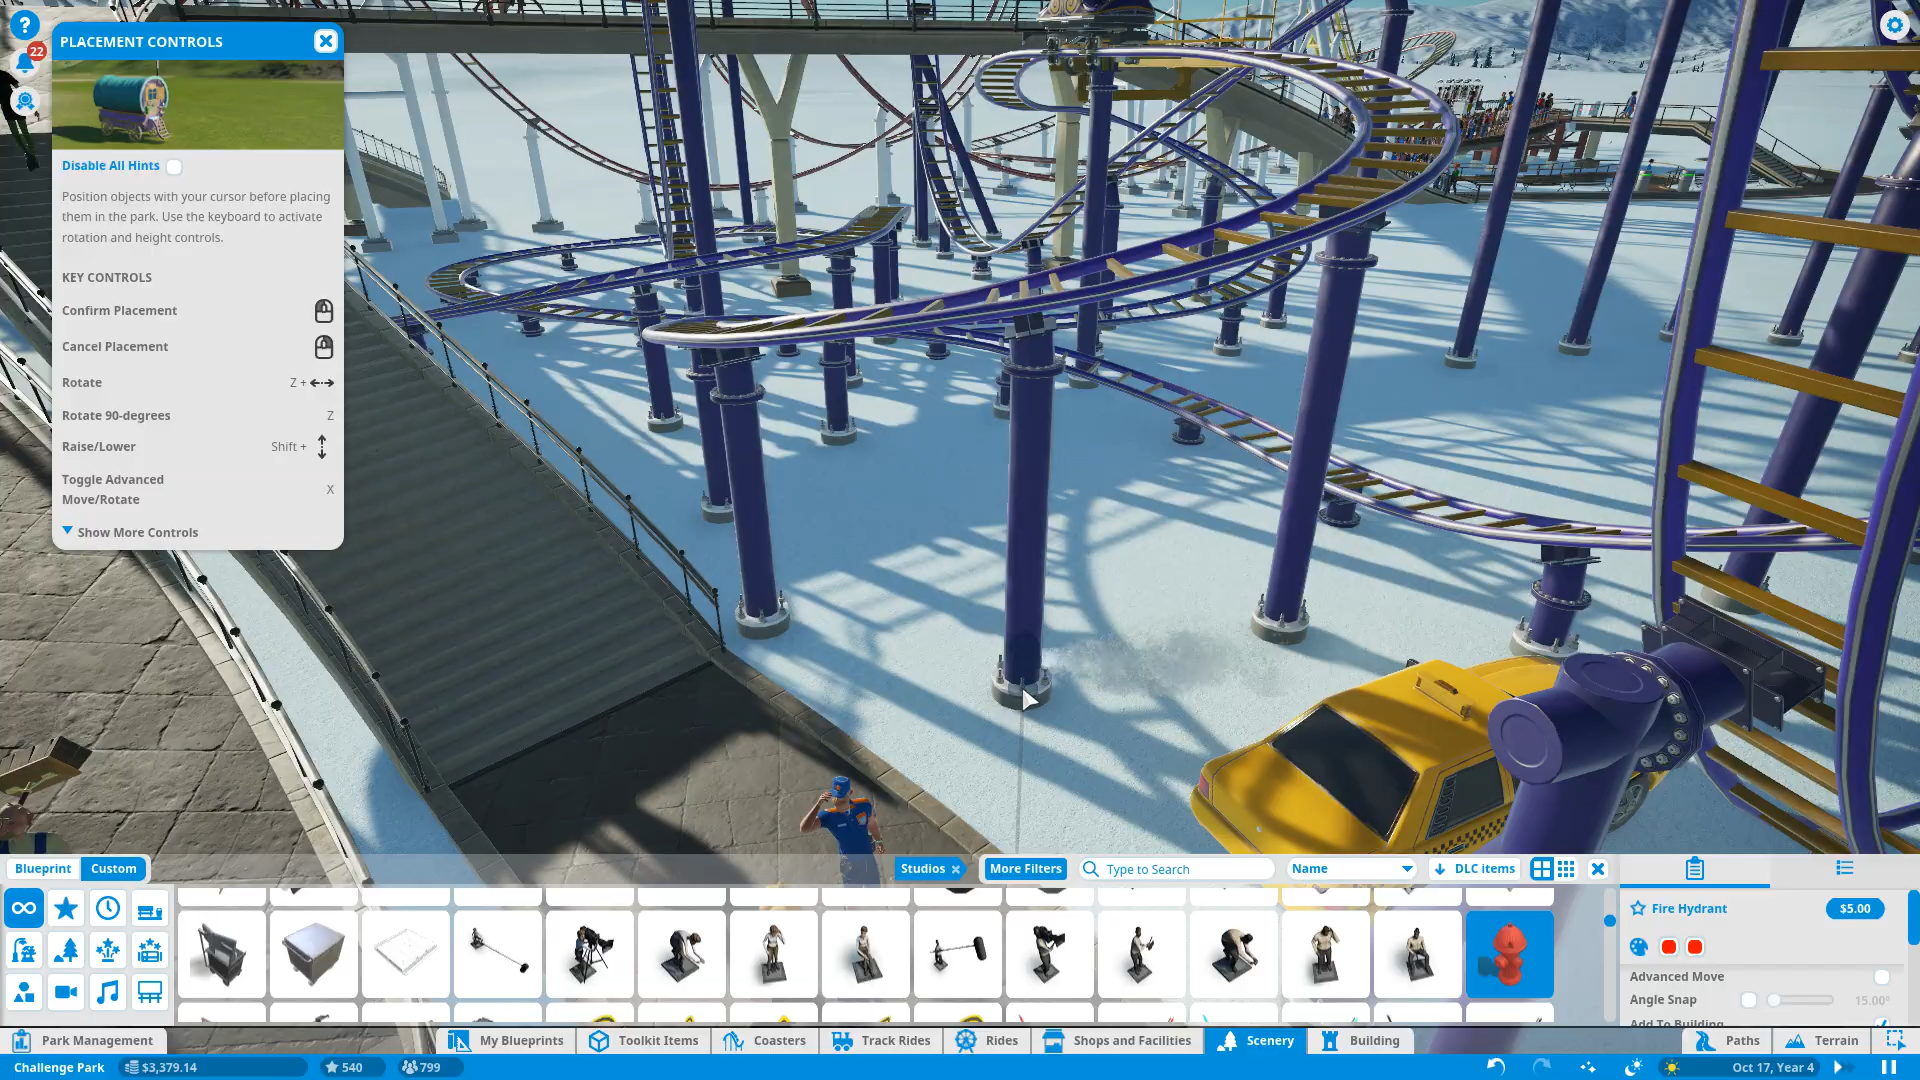 ?
22
PLACEMENT CONTROLS
Disable All Hints
Position objects with your cursor before placing
them in the park. Use the keyboard to activate
rotation and height controls.
KEY CONTROLS
Confirm Placement
Cancel Placement
Rotate Z +
Rotate 90-degrees Z
Raise/Lower Shift +
Toggle Advanced
Move/Rotate X
Show More Controls
Blueprint Custom Studios More Filters Type to Search Name DLC items
Fire Hydrant $5.00
Advanced Move
Angle Snap 15.00°
Add To Building
Park Management My Blueprints Toolkit Items Coasters Track Rides Rides Shops and Facilities Scenery Building Paths Terrain
Challenge Park $3,379.14 540 799 Oct 17, Year 4